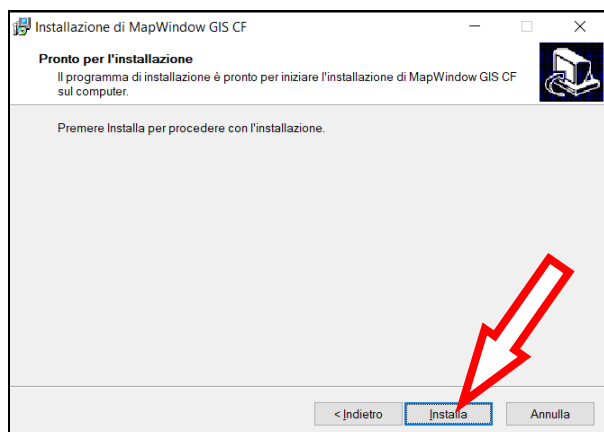 Installazione di MapWindow GIS CF
Pronto per l'installazione
Il programma di installazione è pronto per iniziare l'installazione di MapWindow GIS CF
sul computer.
Premere Installa per procedere con l'installazione.
< Indietro Installa Annulla